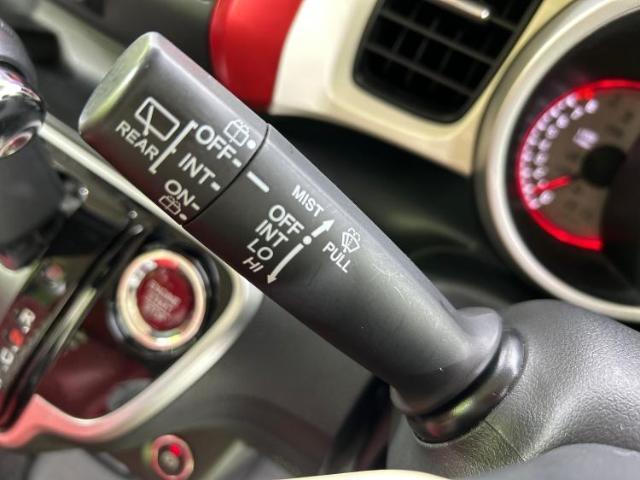 REAR
OFF
INT
ON
MIST
OFF
INT
LO
HI
PULL